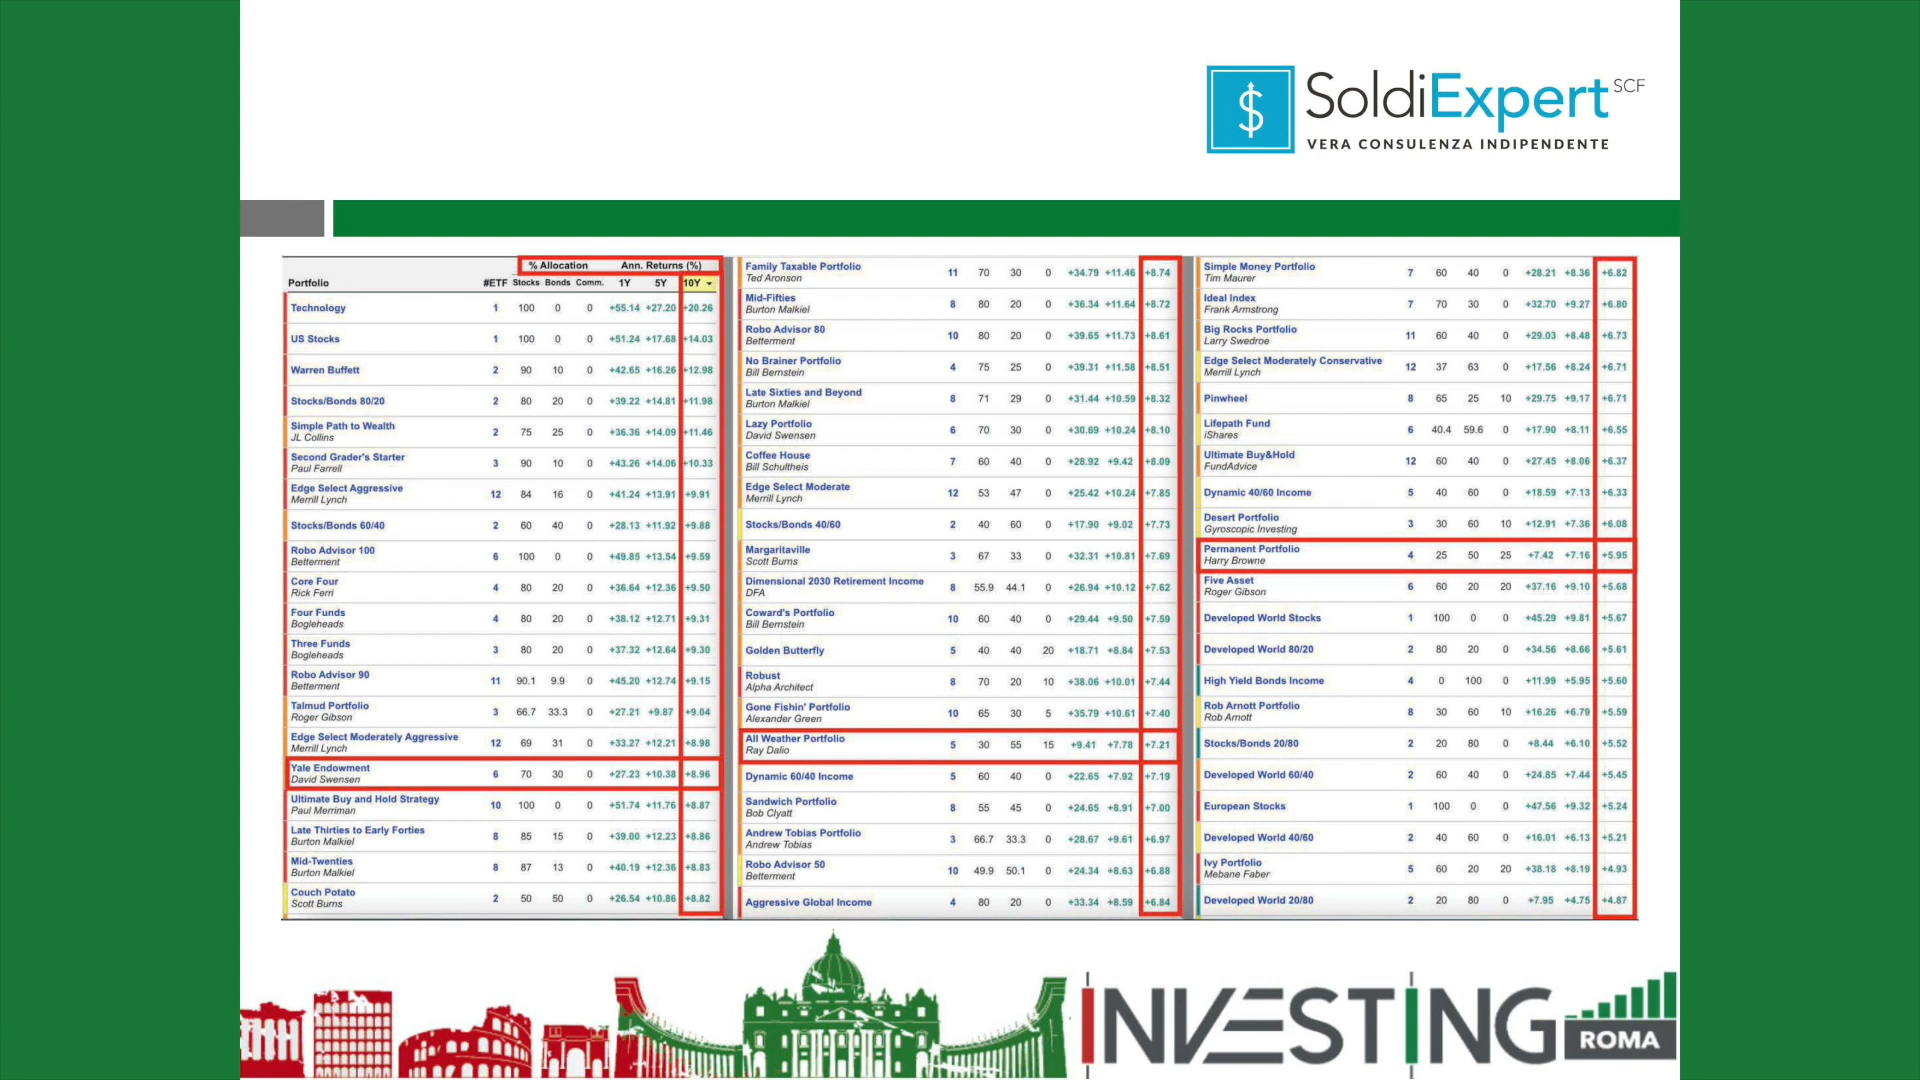 SoldiExpert SCF
VERA CONSULENZA INDIPENDENTE
% Allocation Ann. Returns (%)
Portfolio #ETF Stocks Bonds Comm. 1Y 5Y 10Y
Technology 1 100 0 0 +55.14 +27.20 +20.26
US Stocks 1 100 0 0 +51.24 +17.68 +14.03
Warren Buffett 2 90 10 0 +42.65 +16.26 +12.98
Stocks/Bonds 80/20 2 80 20 0 +39.22 +14.81 +11.98
Simple Path to Wealth
JL Collins 2 75 25 0 +36.36 +14.09 +11.46
Second Grader's Starter
Paul Farrell 3 90 10 0 +43.26 +14.06 +10.33
Edge Select Aggressive
Merrill Lynch 12 84 16 0 +41.24 +13.91 +9.91
Stocks/Bonds 60/40 2 60 40 0 +28.13 +11.92 +9.88
Robo Advisor 100
Betterment 6 100 0 0 +49.85 +13.54 +9.59
Core Four
Rick Ferri 4 80 20 0 +36.64 +12.36 +9.50
Four Funds
Bogleheads 4 80 20 0 +38.12 +12.71 +9.31
Three Funds
Bogleheads 3 80 20 0 +37.32 +12.64 +9.30
Robo Advisor 90
Betterment 11 90.1 9.9 0 +45.20 +12.74 +9.15
Talmud Portfolio
Roger Gibson 3 66.7 33.3 0 +27.21 +9.87 +9.04
Edge Select Moderately Aggressive
Merrill Lynch 12 69 31 0 +33.27 +12.21 +8.98
Yale Endowment
David Swensen 6 70 30 0 +27.23 +10.38 +8.96
Ultimate Buy and Hold Strategy
Paul Merriman 10 100 0 0 +51.74 +11.76 +8.87
Late Thirties to Early Forties
Burton Malkiel 8 85 15 0 +39.00 +12.23 +8.86
Mid-Twenties
Burton Malkiel 8 87 13 0 +40.19 +12.36 +8.83
Couch Potato
Scott Burns 2 50 50 0 +26.54 +10.86 +8.82
Family Taxable Portfolio
Ted Aronson 11 70 30 0 +34.79 +11.46 +8.74
Mid-Fifties
Burton Malkiel 8 80 20 0 +36.34 +11.64 +8.72
Robo Advisor 80
Betterment 10 80 20 0 +39.65 +11.73 +8.61
No Brainer Portfolio
Bill Bernstein 4 75 25 0 +39.31 +11.58 +8.51
Late Sixties and Beyond
Burton Malkiel 8 71 29 0 +31.44 +10.59 +8.32
Lazy Portfolio
David Swensen 6 70 30 0 +30.69 +10.24 +8.10
Coffee House
Bill Schultheis 7 60 40 0 +28.92 +9.42 +8.09
Edge Select Moderate
Merrill Lynch 12 53 47 0 +25.42 +10.24 +7.85
Stocks/Bonds 40/60 2 40 60 0 +17.90 +9.02 +7.73
Margaritaville
Scott Burns 3 67 33 0 +32.31 +10.81 +7.69
Dimensional 2030 Retirement Income
DFA 8 55.9 44.1 0 +26.94 +10.12 +7.62
Coward's Portfolio
Bill Bernstein 10 60 40 0 +29.44 +9.50 +7.59
Golden Butterfly 5 40 40 20 +18.71 +8.84 +7.53
Robust
Alpha Architect 8 70 20 10 +38.06 +10.01 +7.44
Gone Fishin' Portfolio
Alexander Green 10 65 30 5 +35.79 +10.61 +7.40
All Weather Portfolio
Ray Dalio 5 30 55 15 +9.41 +7.78 +7.21
Dynamic 60/40 Income 5 60 40 0 +22.65 +7.92 +7.19
Sandwich Portfolio
Bob Clyatt 8 55 45 0 +24.65 +8.91 +7.00
Andrew Tobias Portfolio
Andrew Tobias 3 66.7 33.3 0 +28.67 +9.61 +6.97
Robo Advisor 50
Betterment 10 49.9 50.1 0 +24.34 +8.63 +6.88
Aggressive Global Income 4 80 20 0 +33.34 +8.59 +6.84
Simple Money Portfolio
Tim Maurer 7 60 40 0 +28.21 +8.36 +6.82
Ideal Index
Frank Armstrong 7 70 30 0 +32.70 +9.27 +6.80
Big Rocks Portfolio
Larry Swedroe 11 60 40 0 +29.03 +8.48 +6.73
Edge Select Moderately Conservative
Merrill Lynch 12 37 63 0 +17.56 +8.24 +6.71
Pinwheel 8 65 25 10 +29.75 +9.17 +6.71
Lifepath Fund
iShares 6 40.4 59.6 0 +17.90 +8.11 +6.55
Ultimate Buy&Hold
FundAdvice 12 60 40 0 +27.45 +8.06 +6.37
Dynamic 40/60 Income 5 40 60 0 +18.59 +7.13 +6.33
Desert Portfolio
Gyroscopic Investing 3 30 60 10 +12.91 +7.36 +6.08
Permanent Portfolio
Harry Browne 4 25 50 25 +7.42 +7.16 +5.95
Five Asset
Roger Gibson 6 60 20 20 +37.16 +9.10 +5.68
Developed World Stocks 1 100 0 0 +45.29 +9.81 +5.67
Developed World 80/20 2 80 20 0 +34.56 +8.66 +5.61
High Yield Bonds Income 4 0 100 0 +11.99 +5.95 +5.60
Rob Arnott Portfolio
Rob Arnott 8 30 60 10 +16.26 +6.79 +5.59
Stocks/Bonds 20/80 2 20 80 0 +8.44 +6.10 +5.52
Developed World 60/40 2 60 40 0 +24.85 +7.44 +5.45
European Stocks 1 100 0 0 +47.56 +9.32 +5.24
Developed World 40/60 2 40 60 0 +16.01 +6.13 +5.21
Ivy Portfolio
Mebane Faber 5 60 20 20 +38.18 +8.19 +4.93
Developed World 20/80 2 20 80 0 +7.95 +4.75 +4.87
INVESTING
ROMA